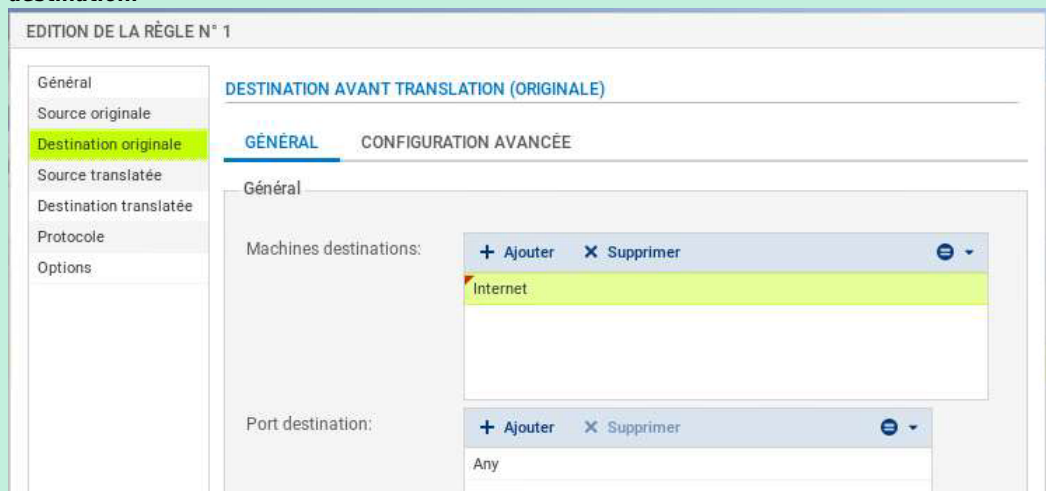 destination.
EDITION DE LA RÈGLE N° 1
Général
Source originale
Destination originale
Source translatée
Destination translatée
Protocole
Options
DESTINATION AVANT TRANSLATION (ORIGINALE)
GÉNÉRAL CONFIGURATION AVANCÉE
Général
Machines destinations:
+ Ajouter × Supprimer
Internet
Port destination:
+ Ajouter × Supprimer
Any